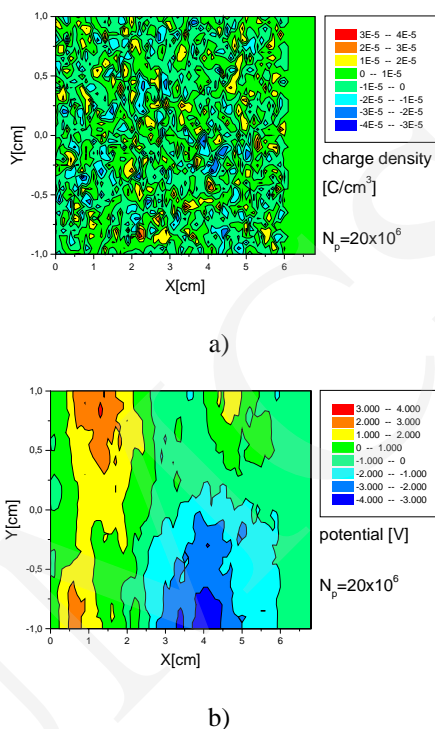 1,0
0,5
0,0
-0,5
-1,0
Y[cm]
0 1 2 3 4 5 6
X[cm]
3E-5 -- 4E-5
2E-5 -- 3E-5
1E-5 -- 2E-5
0 -- 1E-5
-1E-5 -- 0
-2E-5 -- -1E-5
-3E-5 -- -2E-5
-4E-5 -- -3E-5
charge density
[C/cm³]
Nₚ=20x10⁶
a)
1,0
0,5
0,0
-0,5
-1,0
Y[cm]
0 1 2 3 4 5 6
X[cm]
3.000 -- 4.000
2.000 -- 3.000
1.000 -- 2.000
0 -- 1.000
-1.000 -- 0
-2.000 -- -1.000
-3.000 -- -2.000
-4.000 -- -3.000
potential [V]
Nₚ=20x10⁶
b)